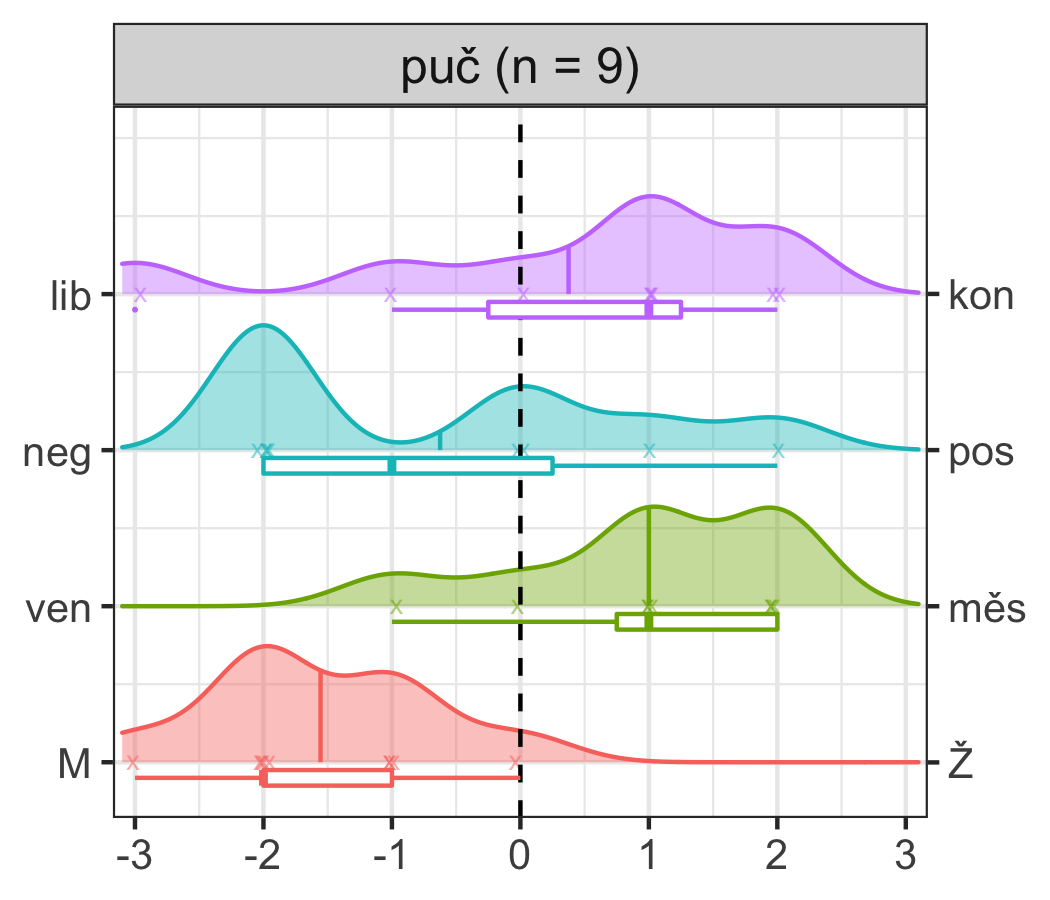 puč (n = 9)
lib kon
neg pos
ven měs
M Ž
-3 -2 -1 0 1 2 3